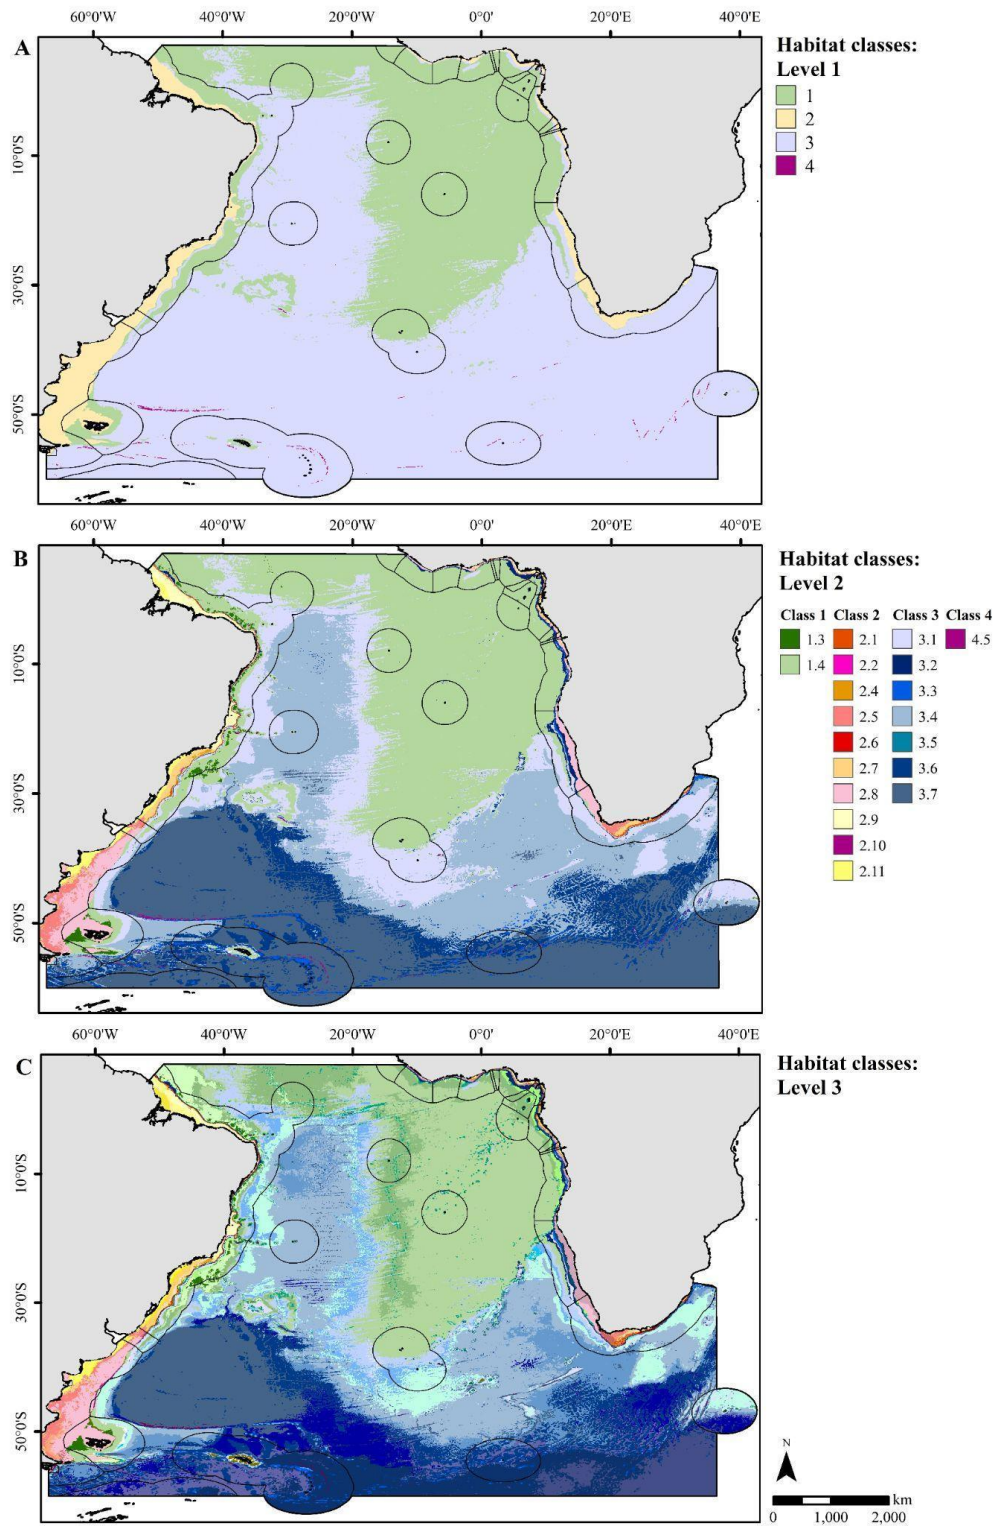 60°0'W 40°0'W 20°0'W 0°0' 20°0'E 40°0'E
A
Habitat classes:
Level 1
1
2
3
4
10°0'S
30°0'S
50°0'S
60°0'W 40°0'W 20°0'W 0°0' 20°0'E 40°0'E
B
Habitat classes:
Level 2
Class 1 Class 2 Class 3 Class 4
1.3 2.1 3.1 4.5
1.4 2.2 3.2
2.4 3.3
2.5 3.4
2.6 3.5
2.7 3.6
2.8 3.7
2.9
2.10
2.11
10°0'S
30°0'S
50°0'S
60°0'W 40°0'W 20°0'W 0°0' 20°0'E 40°0'E
C
Habitat classes:
Level 3
10°0'S
30°0'S
50°0'S
N
km
0 1,000 2,000